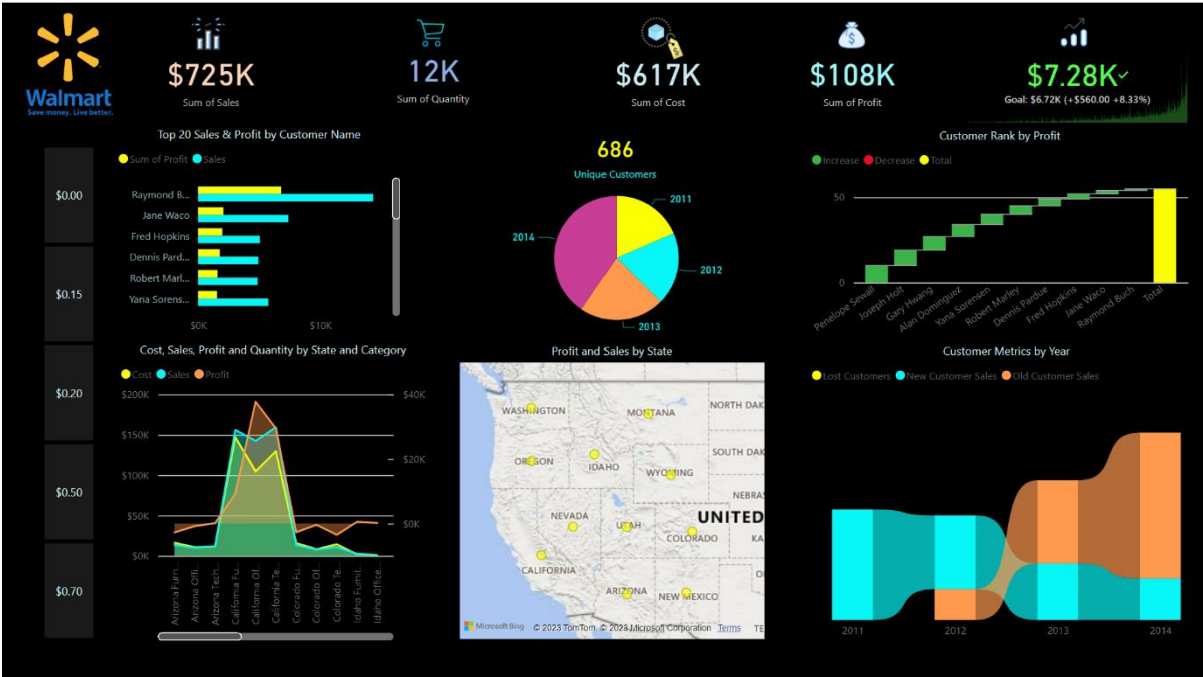 Walmart
Save money. Live better.
$725K
Sum of Sales
12K
Sum of Quantity
$617K
Sum of Cost
$108K
Sum of Profit
$7.28K
Goal: $6.72K (+$560.00 +8.33%)
$0.00
$0.15
$0.20
$0.50
$0.70
Top 20 Sales & Profit by Customer Name
Sum of Profit Sales
Raymond B...
Jane Waco
Fred Hopkins
Dennis Pard...
Robert Marl...
Yana Sorens...
$0K $10K
686
Unique Customers
2011
2012
2013
2014
Customer Rank by Profit
Increase Decrease Total
50
0
Penelope Sewall
Joseph Holt
Gary Hwang
Alan Dominguez
Yana Sorensen
Robert Marley
Dennis Pardue
Fred Hopkins
Jane Waco
Raymond Buch
Total
Cost, Sales, Profit and Quantity by State and Category
Cost Sales Profit
$200K
$150K
$100K
$50K
$0K
$40K
$20K
$0K
Arizona Furn...
Arizona Offi...
Arizona Tech...
California Fu...
California Of...
California Te...
Colorado Fu...
Colorado Of...
Colorado Te...
Idaho Furnit...
Idaho Office...
Profit and Sales by State
WASHINGTON
MONTANA
NORTH DAK
OREGON
IDAHO
WYOMING
SOUTH DAK
NEBRAS
NEVADA
UTAH
UNITED
COLORADO
KA
CALIFORNIA
ARIZONA
NEW MEXICO
TE
Microsoft Bing
© 2023 TomTom, © 2023 Microsoft Corporation Terms
Customer Metrics by Year
Lost Customers New Customer Sales Old Customer Sales
2011 2012 2013 2014